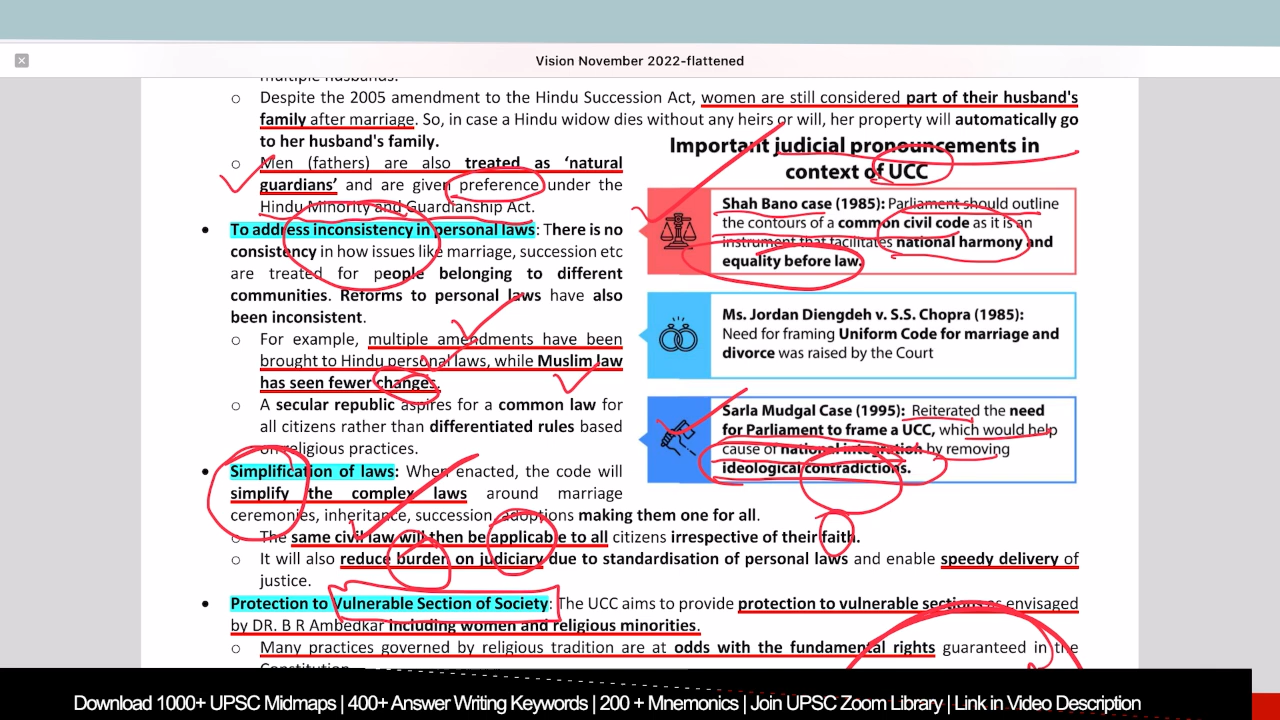 Vision November 2022-flattened
multiple husbands.
o Despite the 2005 amendment to the Hindu Succession Act, women are still considered part of their husband's
family after marriage. So, in case a Hindu widow dies without any heirs or will, her property will automatically go
to her husband's family.
o Men (fathers) are also treated as ‘natural
guardians’ and are given preference under the
Hindu Minority and Guardianship Act.
• To address inconsistency in personal laws: There is no
consistency in how issues like marriage, succession etc
are treated for people belonging to different
communities. Reforms to personal laws have also
been inconsistent.
o For example, multiple amendments have been
brought to Hindu personal laws, while Muslim law
has seen fewer changes.
o A secular republic aspires for a common law for
all citizens rather than differentiated rules based
on religious practices.
• Simplification of laws: When enacted, the code will
simplify the complex laws around marriage
ceremonies, inheritance, succession, adoptions making them one for all.
o The same civil law will then be applicable to all citizens irrespective of their faith.
o It will also reduce burden on judiciary due to standardisation of personal laws and enable speedy delivery of
justice.
• Protection to Vulnerable Section of Society: The UCC aims to provide protection to vulnerable sections as envisaged
by DR. B R Ambedkar including women and religious minorities.
o Many practices governed by religious tradition are at odds with the fundamental rights guaranteed in the
Constitution.
Important judicial pronouncements in
context of UCC
Shah Bano case (1985): Parliament should outline
the contours of a common civil code as it is an
instrument that facilitates national harmony and
equality before law.
Ms. Jordan Diengdeh v. S.S. Chopra (1985):
Need for framing Uniform Code for marriage and
divorce was raised by the Court
Sarla Mudgal Case (1995): Reiterated the need
for Parliament to frame a UCC, which would help
cause of national integration by removing
ideological contradictions.
Download 1000+ UPSC Midmaps | 400+ Answer Writing Keywords | 200 + Mnemonics | Join UPSC Zoom Library | Link in Video Description